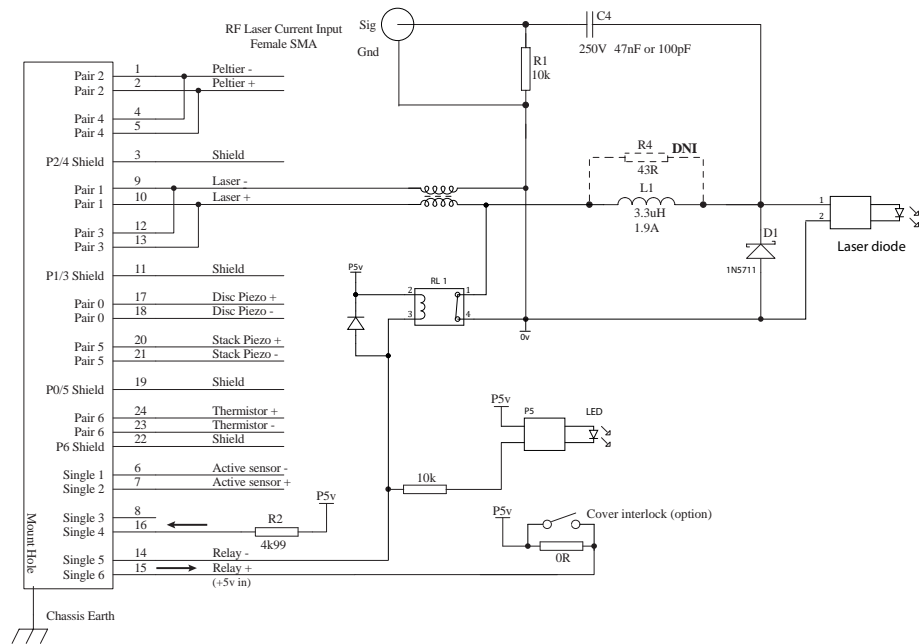 RF Laser Current Input
Female SMA
Sig
Gnd
C4
250V 47nF or 100pF
R1
10k
Pair 2 1 Peltier -
Pair 2 2 Peltier +
Pair 4 4
Pair 4 5
P2/4 Shield 3 Shield
Pair 1 9 Laser -
Pair 1 10 Laser +
Pair 3 12
Pair 3 13
P1/3 Shield 11 Shield
Pair 0 17 Disc Piezo +
Pair 0 18 Disc Piezo -
Pair 5 20 Stack Piezo +
Pair 5 21 Stack Piezo -
P0/5 Shield 19 Shield
Pair 6 24 Thermistor +
Pair 6 23 Thermistor -
P6 Shield 22 Shield
Single 1 6 Active sensor -
Single 2 7 Active sensor +
Single 3 8
Single 4 16
R2
4k99
P5v
Single 5 14 Relay -
Single 6 15 Relay +
(+5v in)
Mount Hole
Chassis Earth
R4
DNI
43R
L1
3.3uH
1.9A
D1
1N5711
1
2
Laser diode
P5v
RL 1
2
1
3
4
0v
P5v
P5
LED
10k
P5v
Cover interlock (option)
0R